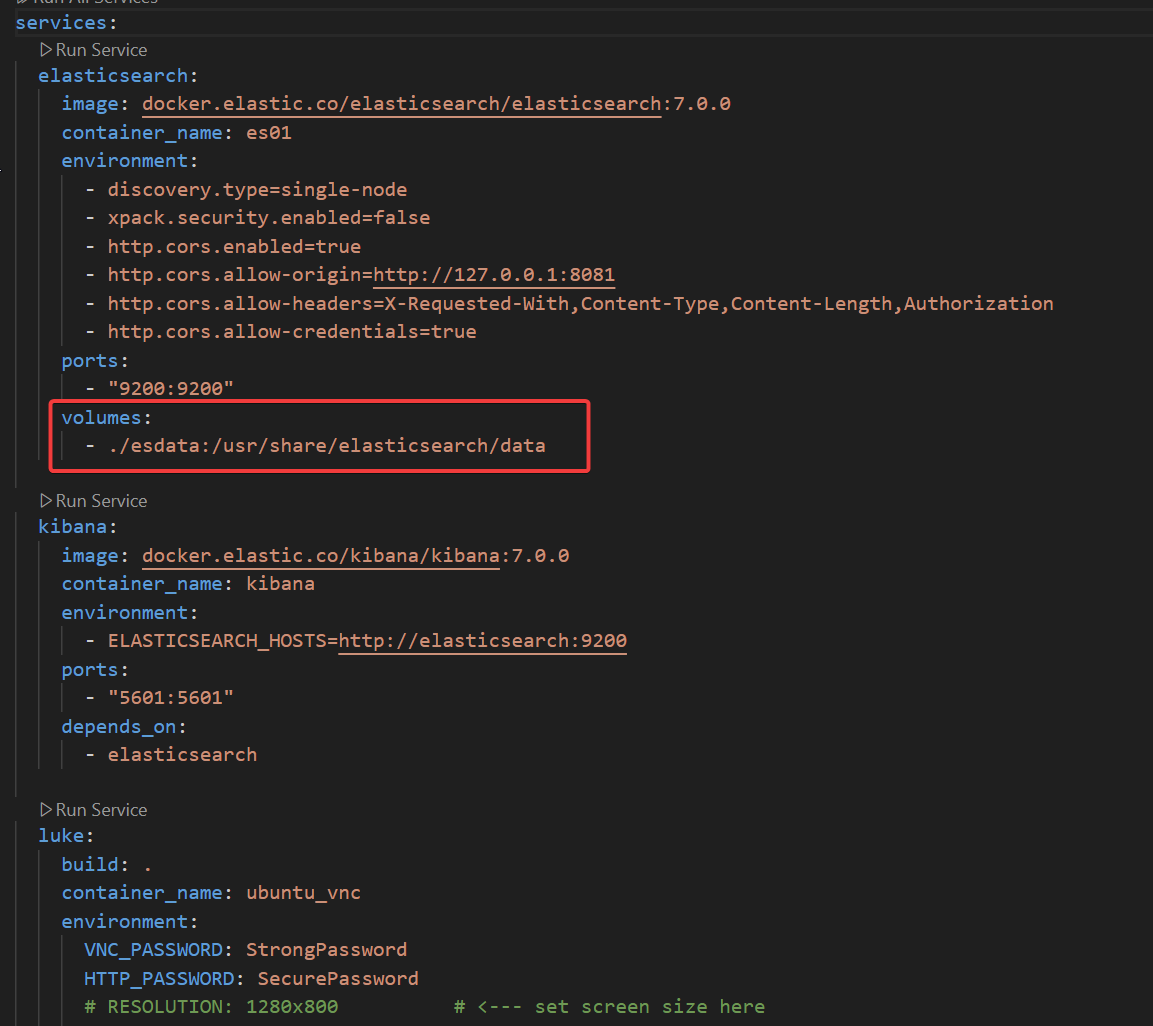 Run All Services
services:
Run Service
elasticsearch:
image: docker.elastic.co/elasticsearch/elasticsearch:7.0.0
container_name: es01
environment:
- discovery.type=single-node
- xpack.security.enabled=false
- http.cors.enabled=true
- http.cors.allow-origin=http://127.0.0.1:8081
- http.cors.allow-headers=X-Requested-With,Content-Type,Content-Length,Authorization
- http.cors.allow-credentials=true
ports:
- "9200:9200"
volumes:
- ./esdata:/usr/share/elasticsearch/data
Run Service
kibana:
image: docker.elastic.co/kibana/kibana:7.0.0
container_name: kibana
environment:
- ELASTICSEARCH_HOSTS=http://elasticsearch:9200
ports:
- "5601:5601"
depends_on:
- elasticsearch
Run Service
luke:
build: .
container_name: ubuntu_vnc
environment:
VNC_PASSWORD: StrongPassword
HTTP_PASSWORD: SecurePassword
# RESOLUTION: 1280x800 # <--- set screen size here